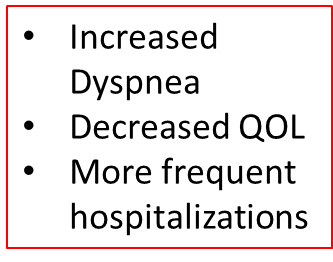 • Increased
Dyspnea
• Decreased QOL
• More frequent
hospitalizations